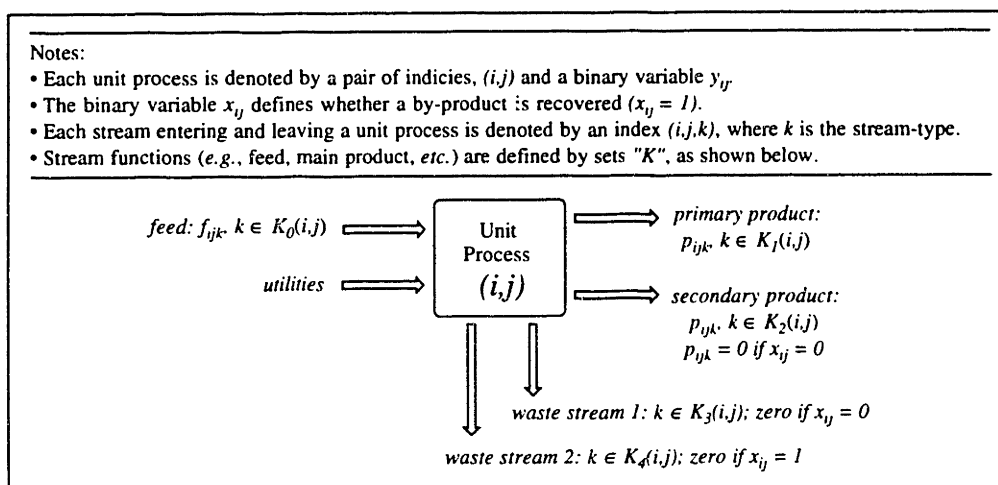 Notes:
• Each unit process is denoted by a pair of indicies, (i,j) and a binary variable y_ij.
• The binary variable x_ij defines whether a by-product is recovered (x_ij = 1).
• Each stream entering and leaving a unit process is denoted by an index (i,j,k), where k is the stream-type.
• Stream functions (e.g., feed, main product, etc.) are defined by sets "K", as shown below.
feed: f_ijk, k ∈ K_0(i,j)
utilities
Unit
Process
(i,j)
primary product:
p_ijk, k ∈ K_1(i,j)
secondary product:
p_ijk, k ∈ K_2(i,j)
p_ijk = 0 if x_ij = 0
waste stream 1: k ∈ K_3(i,j); zero if x_ij = 0
waste stream 2: k ∈ K_4(i,j); zero if x_ij = 1